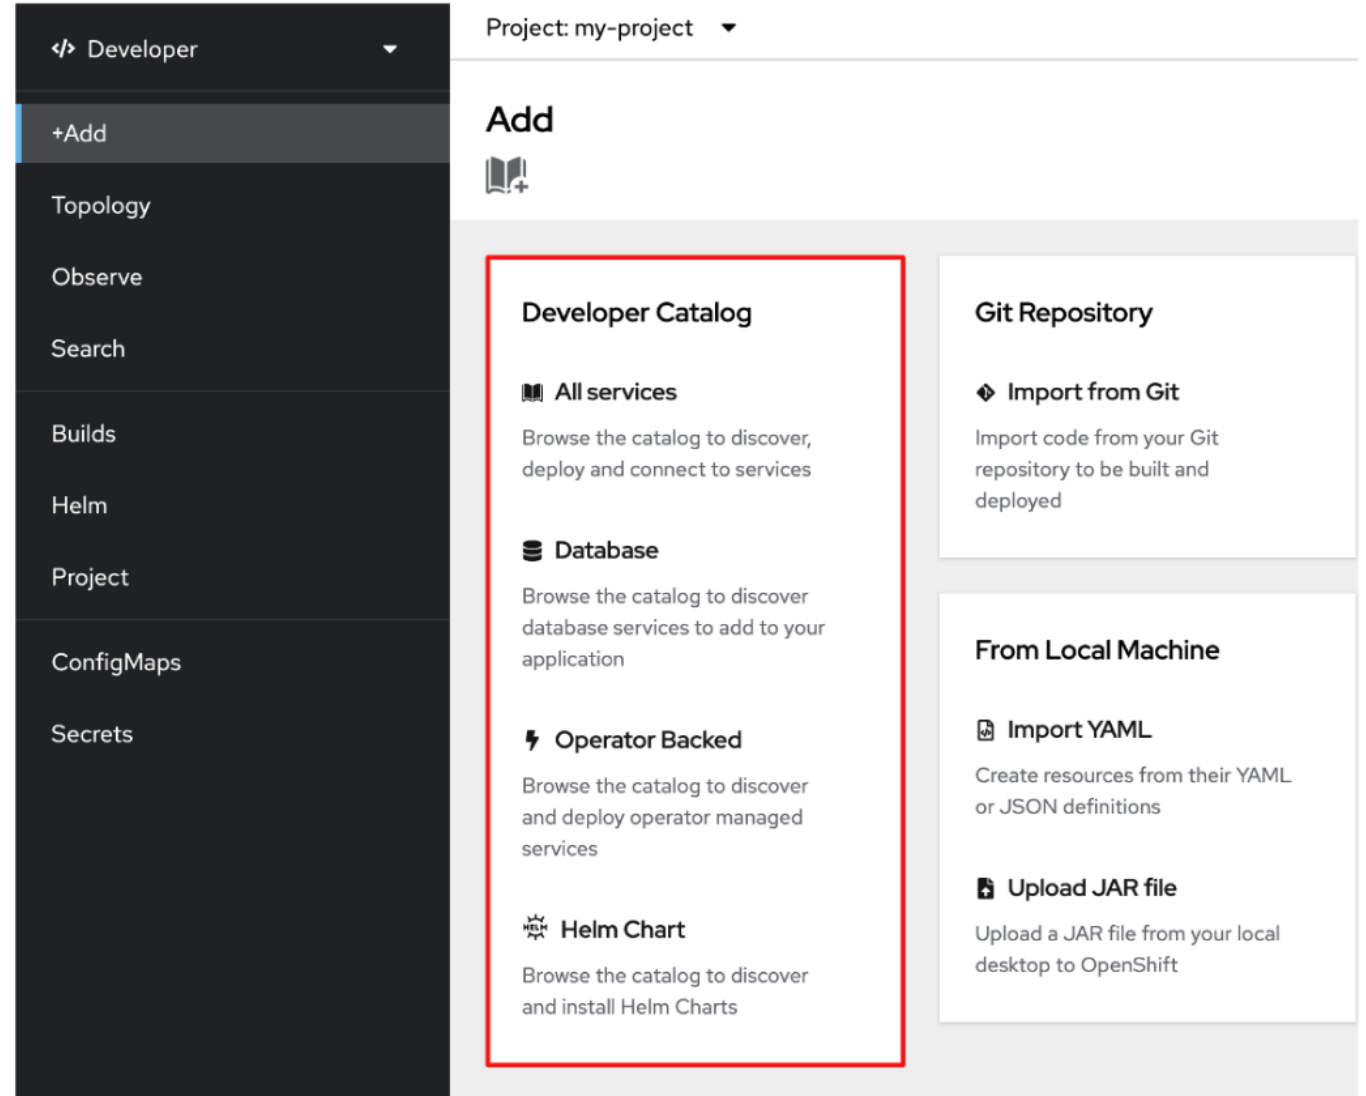 Developer
+Add
Topology
Observe
Search
Builds
Helm
Project
ConfigMaps
Secrets
Project: my-project
Add
Developer Catalog
All services
Browse the catalog to discover,
deploy and connect to services
Database
Browse the catalog to discover
database services to add to your
application
Operator Backed
Browse the catalog to discover
and deploy operator managed
services
HELM Helm Chart
Browse the catalog to discover
and install Helm Charts
Git Repository
Import from Git
Import code from your Git
repository to be built and
deployed
From Local Machine
Import YAML
Create resources from their YAML
or JSON definitions
Upload JAR file
Upload a JAR file from your local
desktop to OpenShift